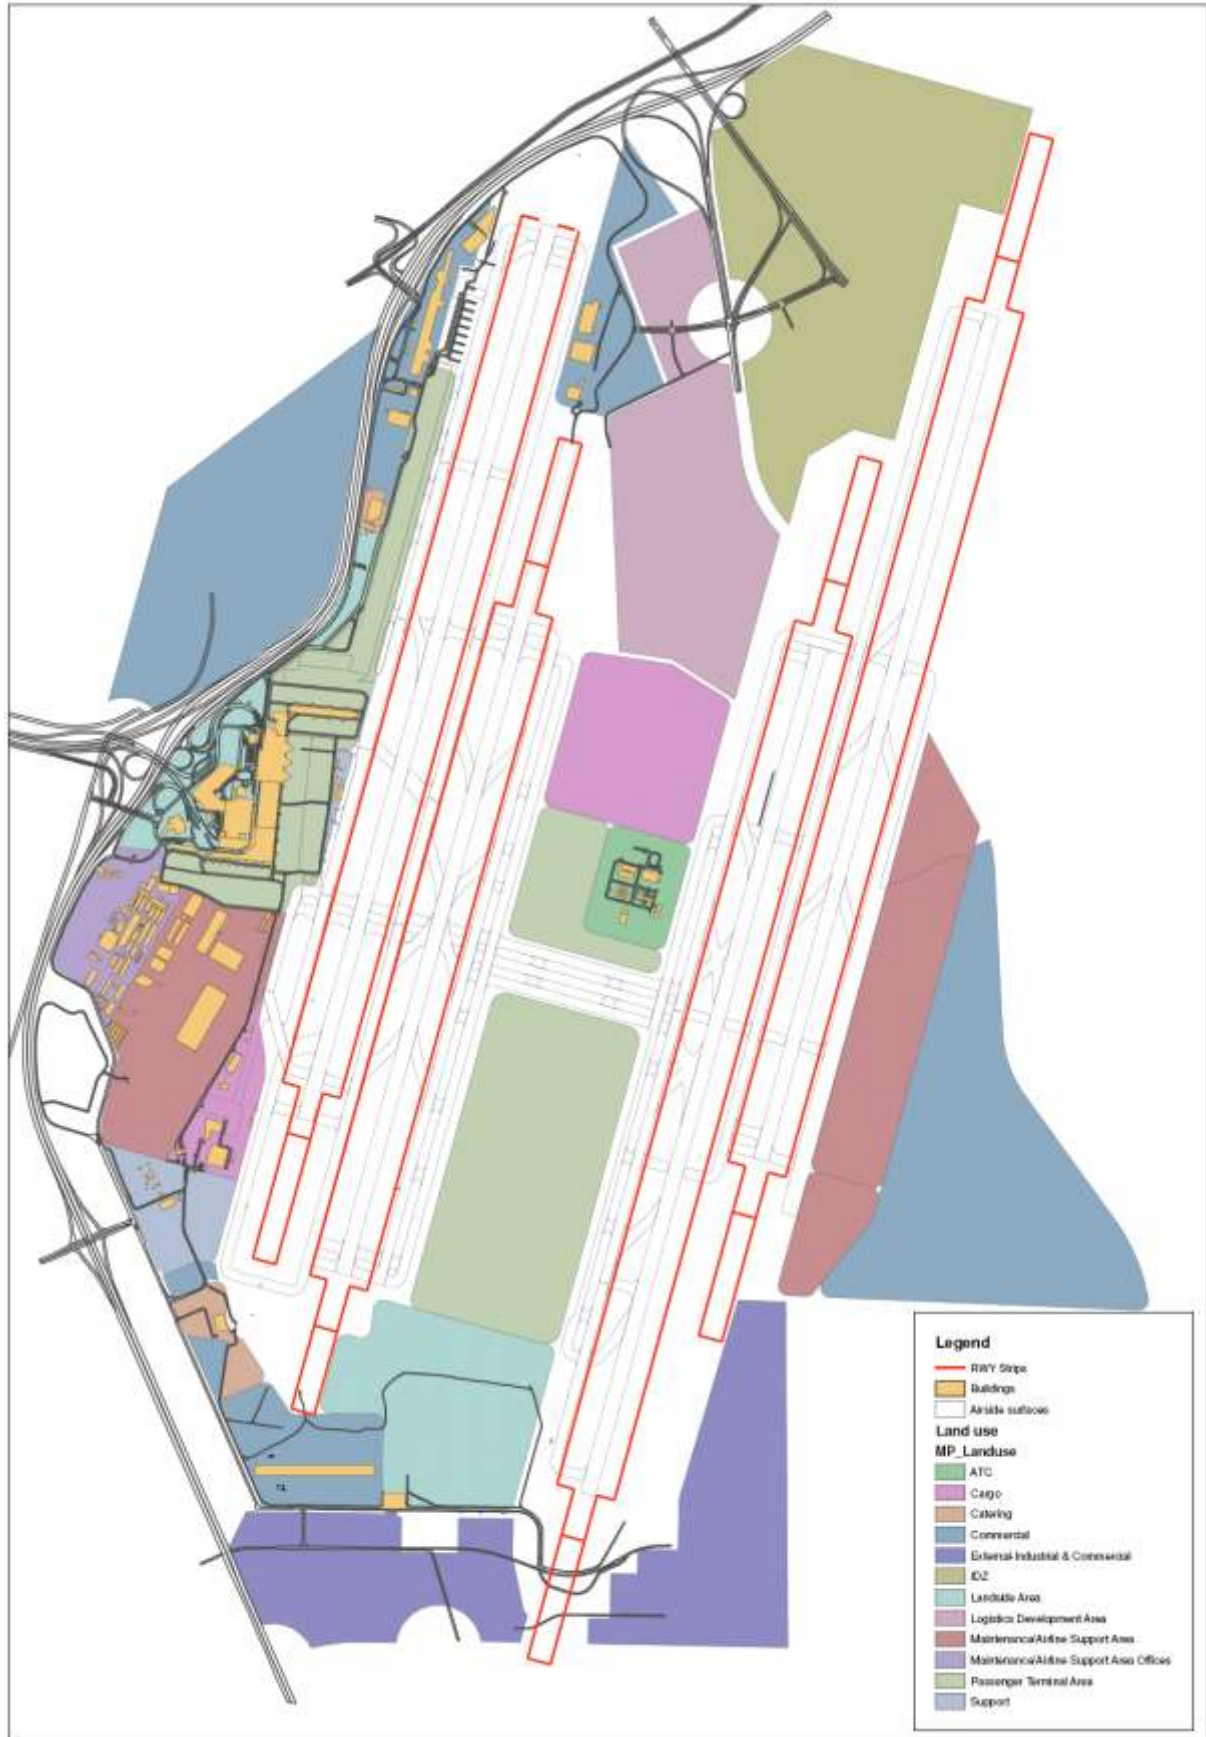 Legend
RWY Strips
Buildings
Airside surfaces
Land use
MP_Landuse
ATC
Cargo
Catering
Commercial
External-Industrial & Commercial
IDZ
Landside Area
Logistics Development Area
Maintenance/Airline Support Area
Maintenance/Airline Support Area Offices
Passenger Terminal Area
Support